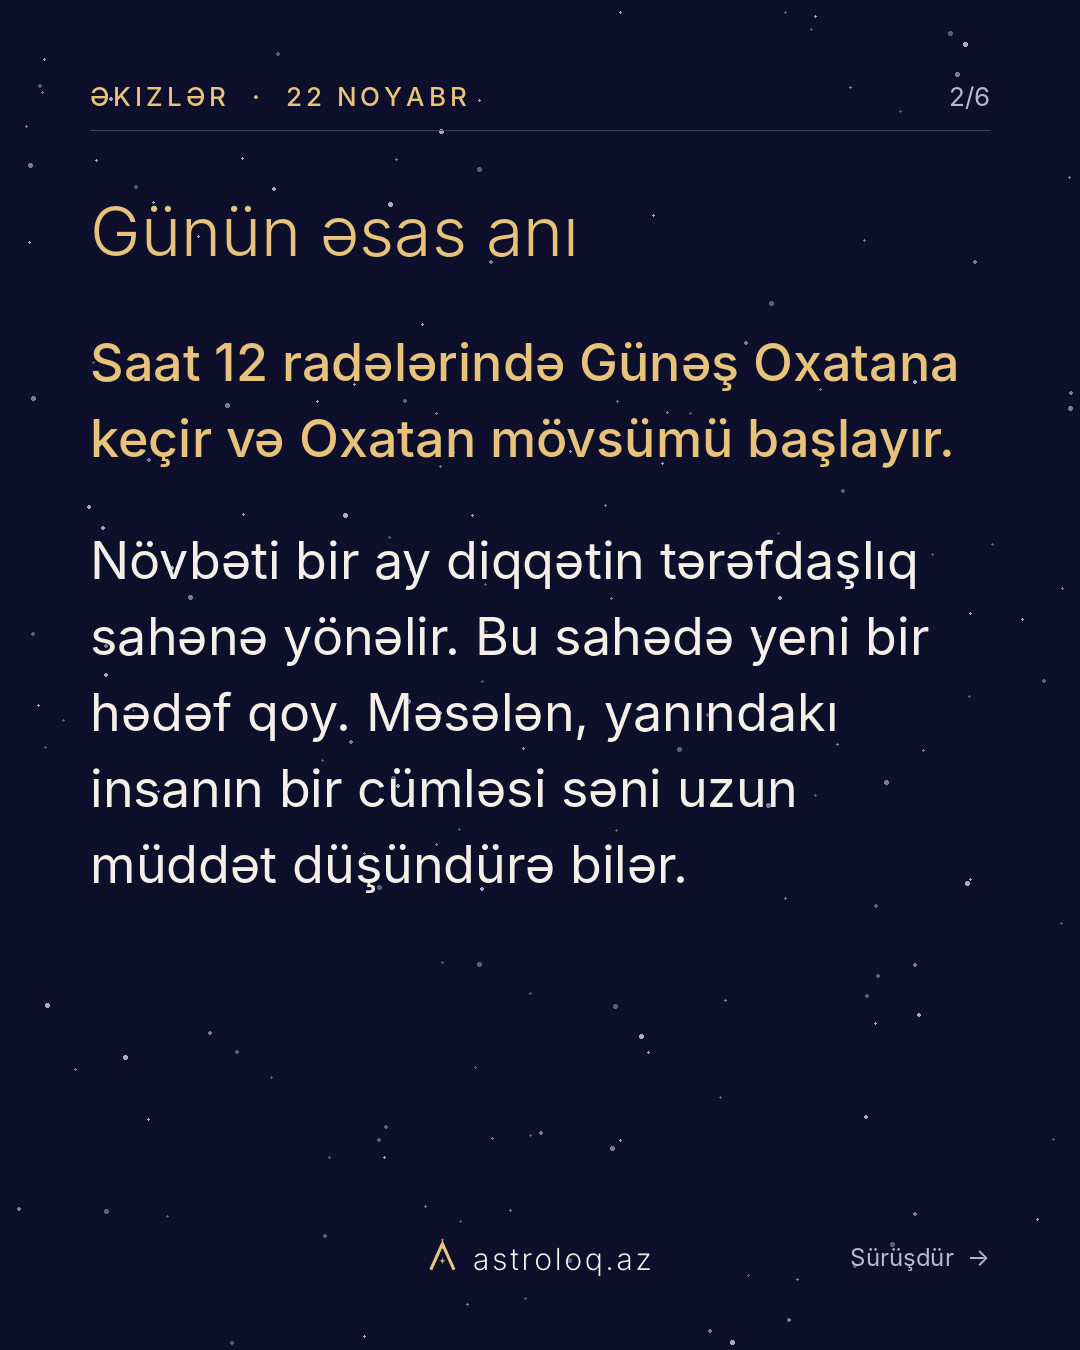 ƏKIZLƏR · 22 NOYABR 2/6
Günün əsas anı
Saat 12 radələrində Günəş Oxatana
keçir və Oxatan mövsümü başlayır.
Növbəti bir ay diqqətin tərəfdaşlıq
sahənə yönəlir. Bu sahədə yeni bir
hədəf qoy. Məsələn, yanındakı
insanın bir cümləsi səni uzun
müddət düşündürə bilər.
astroloq.az
Sürüşdür →